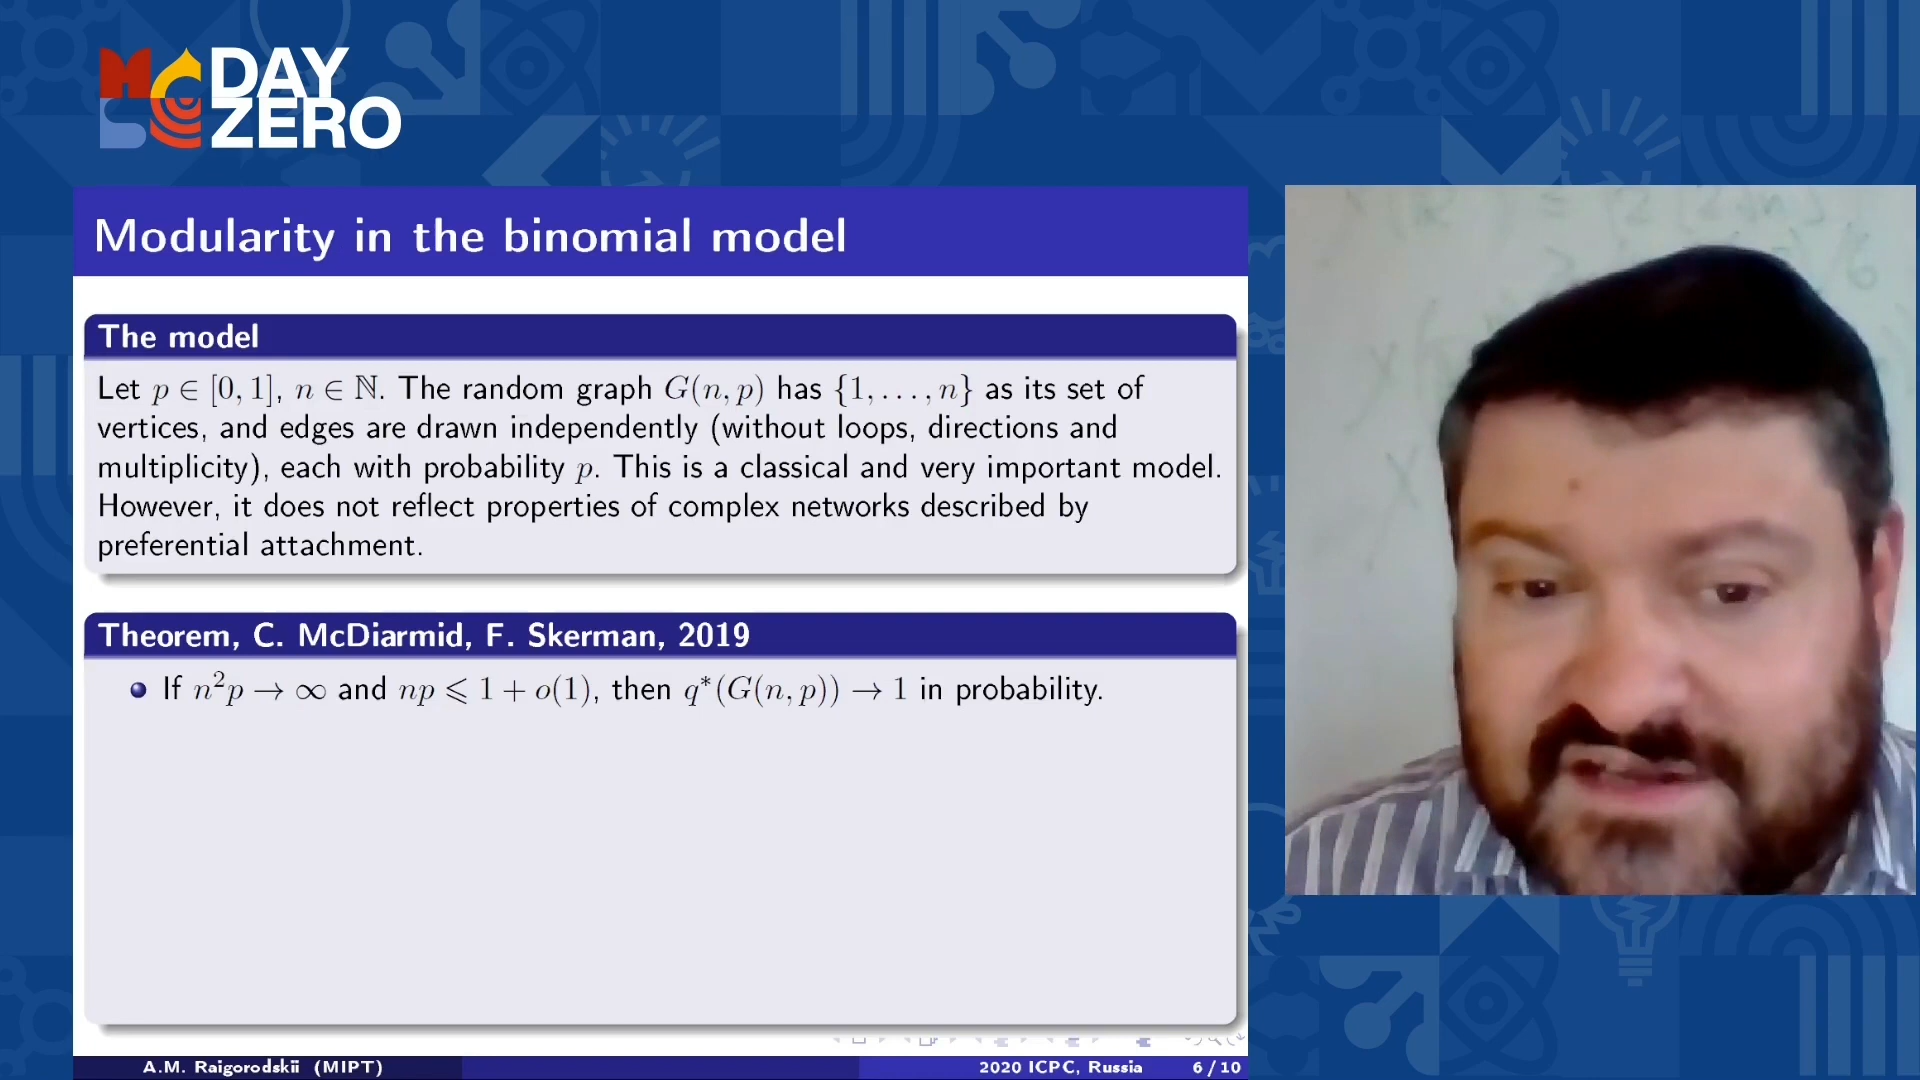 DAY
ZERO
Modularity in the binomial model
The model
Let p ∈ [0, 1], n ∈ ℕ. The random graph G(n, p) has {1, . . . , n} as its set of
vertices, and edges are drawn independently (without loops, directions and
multiplicity), each with probability p. This is a classical and very important model.
However, it does not reflect properties of complex networks described by
preferential attachment.
Theorem, C. McDiarmid, F. Skerman, 2019
If n²p → ∞ and np ⩽ 1 + o(1), then q*(G(n, p)) → 1 in probability.
A.M. Raigorodskii (MIPT)
2020 ICPC, Russia
6 / 10